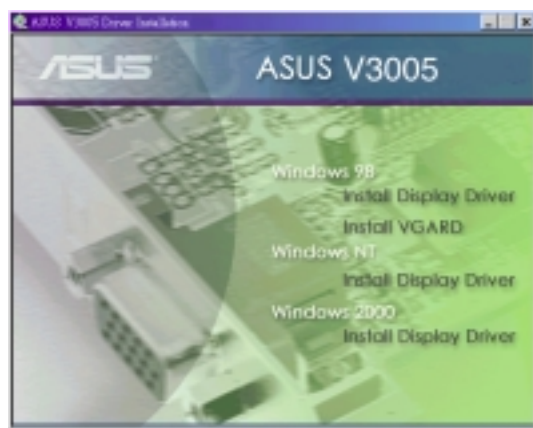 ASUS V3005 Driver Installation
ASUS
ASUS V3005
Windows 98
Install Display Driver
Install VGARD
Windows NT
Install Display Driver
Windows 2000
Install Display Driver